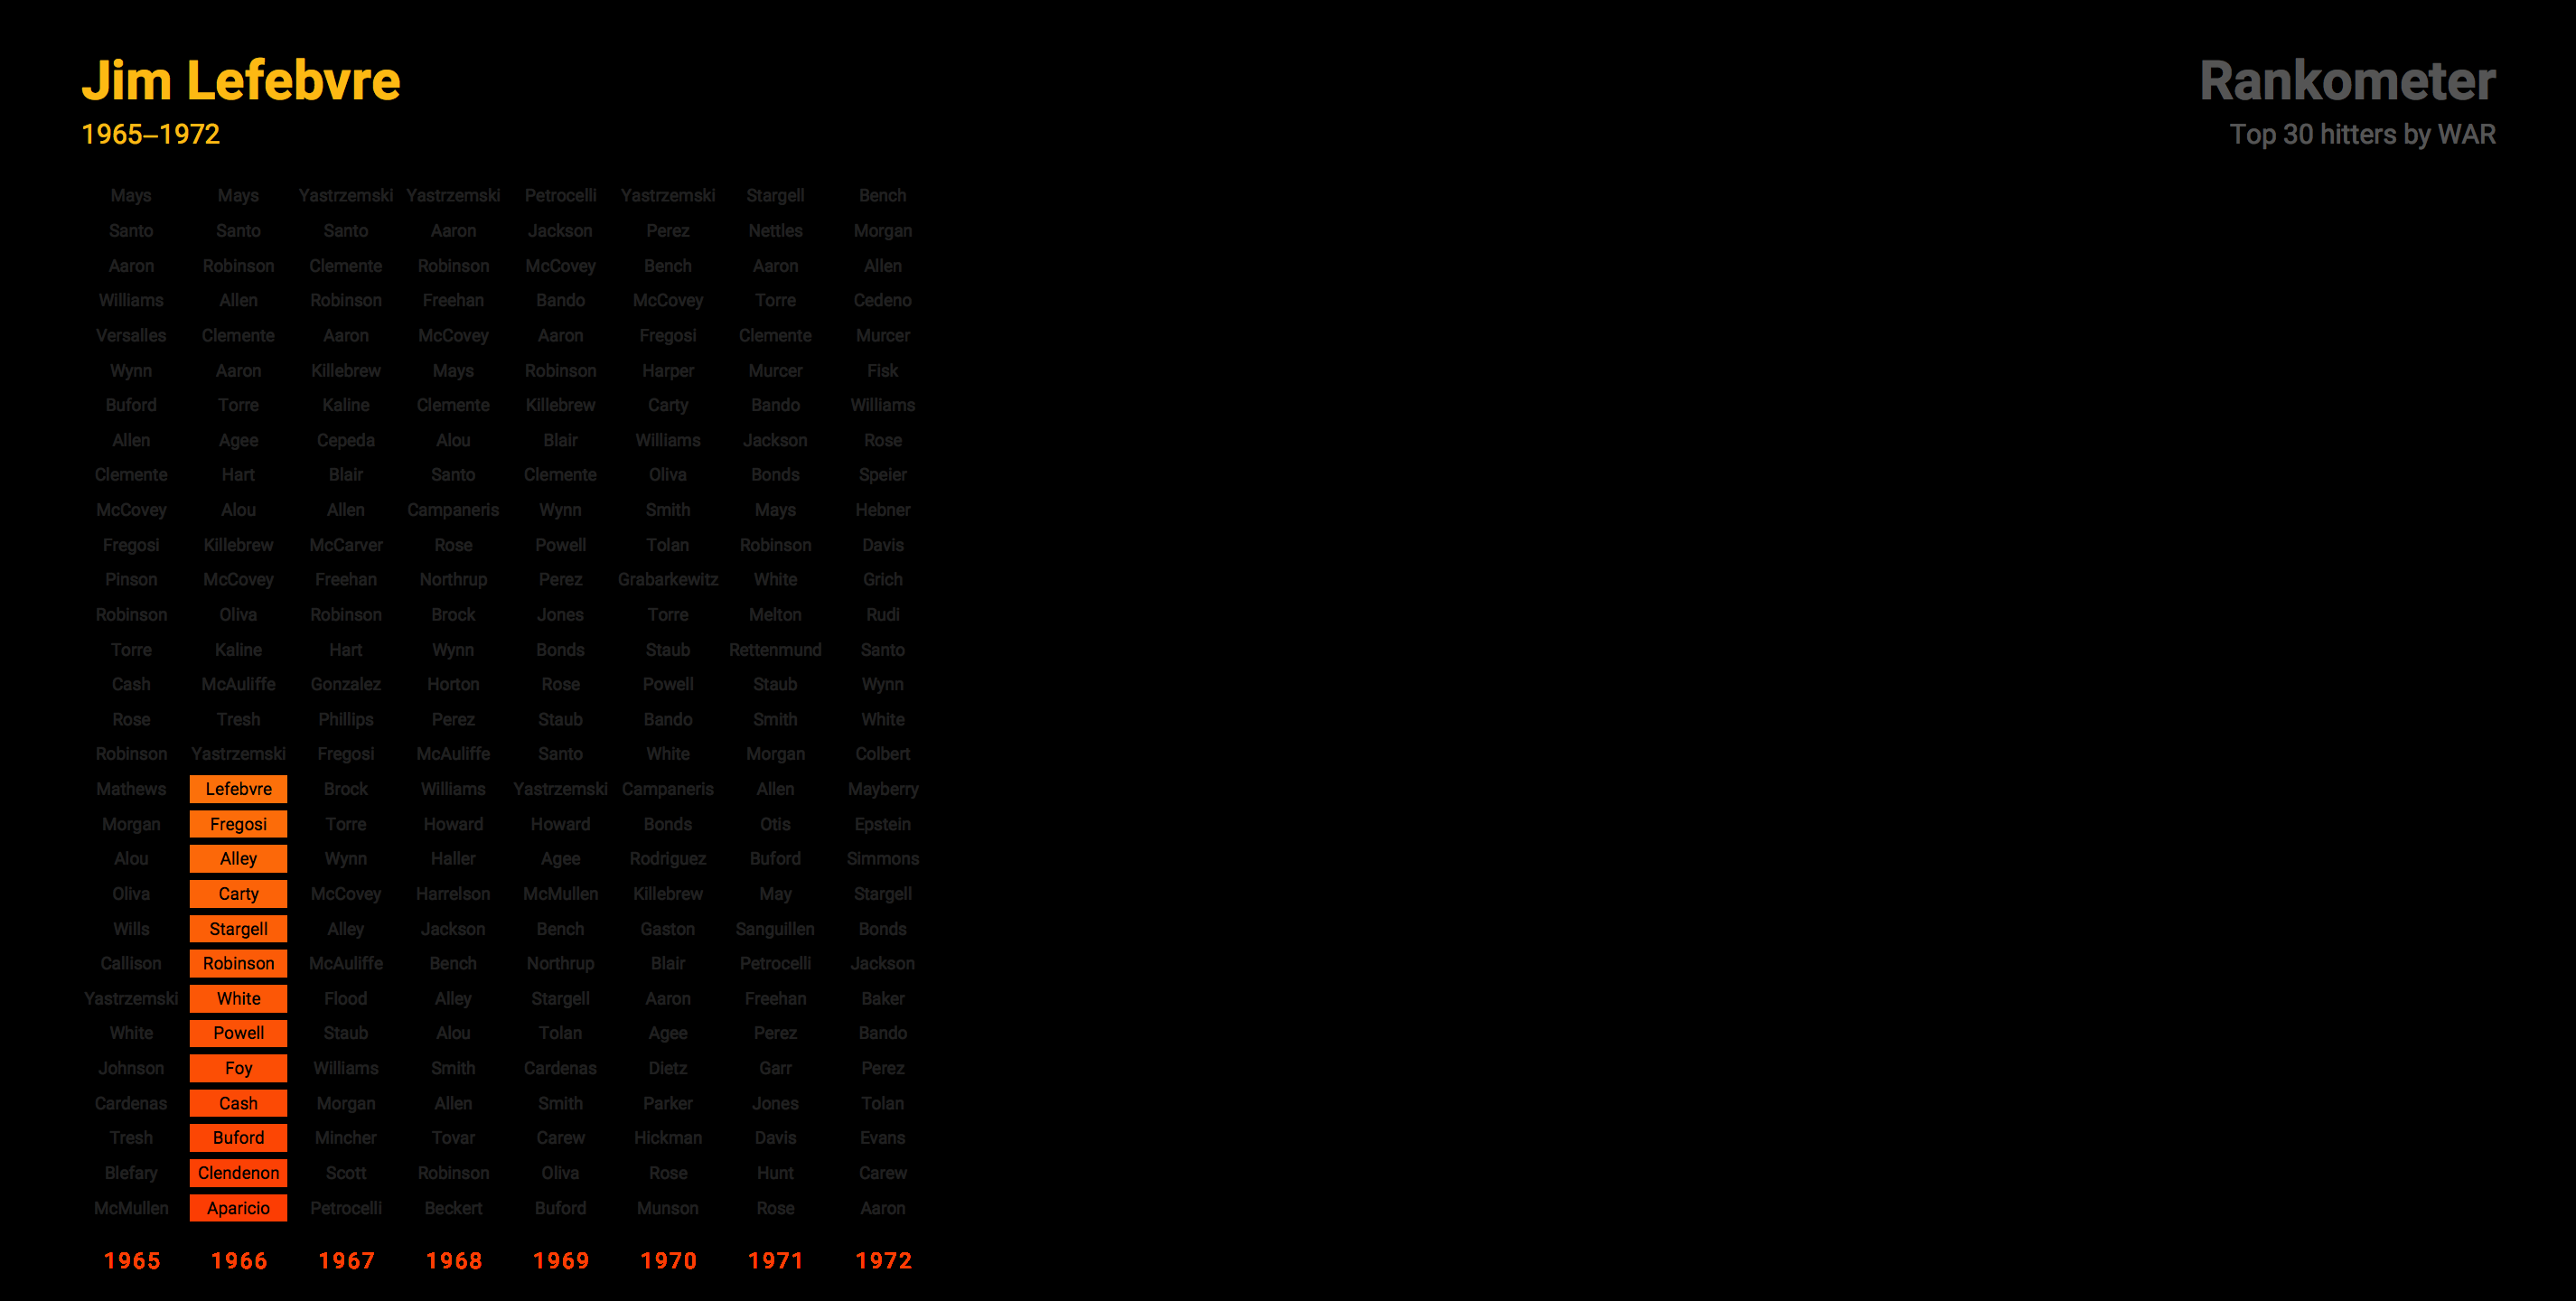 Jim Lefebvre
1965–1972
Rankometer
Top 30 hitters by WAR
Mays Mays Yastrzemski Yastrzemski Petrocelli Yastrzemski Stargell Bench
Santo Santo Santo Aaron Jackson Perez Nettles Morgan
Aaron Robinson Clemente Robinson McCovey Bench Aaron Allen
Williams Allen Robinson Freehan Bando McCovey Torre Cedeno
Versalles Clemente Aaron McCovey Aaron Fregosi Clemente Murcer
Wynn Aaron Killebrew Mays Robinson Harper Murcer Fisk
Buford Torre Kaline Clemente Killebrew Carty Bando Williams
Allen Agee Cepeda Alou Blair Williams Jackson Rose
Clemente Hart Blair Santo Clemente Oliva Bonds Speier
McCovey Alou Allen Campaneris Wynn Smith Mays Hebner
Fregosi Killebrew McCarver Rose Powell Tolan Robinson Davis
Pinson McCovey Freehan Northrup Perez Grabarkewitz White Grich
Robinson Oliva Robinson Brock Jones Torre Melton Rudi
Torre Kaline Hart Wynn Bonds Staub Rettenmund Santo
Cash McAuliffe Gonzalez Horton Rose Powell Staub Wynn
Rose Tresh Phillips Perez Staub Bando Smith White
Robinson Yastrzemski Fregosi McAuliffe Santo White Morgan Colbert
Mathews Lefebvre Brock Williams Yastrzemski Campaneris Allen Mayberry
Morgan Fregosi Torre Howard Howard Bonds Otis Epstein
Alou Alley Wynn Haller Agee Rodriguez Buford Simmons
Oliva Carty McCovey Harrelson McMullen Killebrew May Stargell
Wills Stargell Alley Jackson Bench Gaston Sanguillen Bonds
Callison Robinson McAuliffe Bench Northrup Blair Petrocelli Jackson
Yastrzemski White Flood Alley Stargell Aaron Freehan Baker
White Powell Staub Alou Tolan Agee Perez Bando
Johnson Foy Williams Smith Cardenas Dietz Garr Perez
Cardenas Cash Morgan Allen Smith Parker Jones Tolan
Tresh Buford Mincher Tovar Carew Hickman Davis Evans
Blefary Clendenon Scott Robinson Oliva Rose Hunt Carew
McMullen Aparicio Petrocelli Beckert Buford Munson Rose Aaron
1965 1966 1967 1968 1969 1970 1971 1972